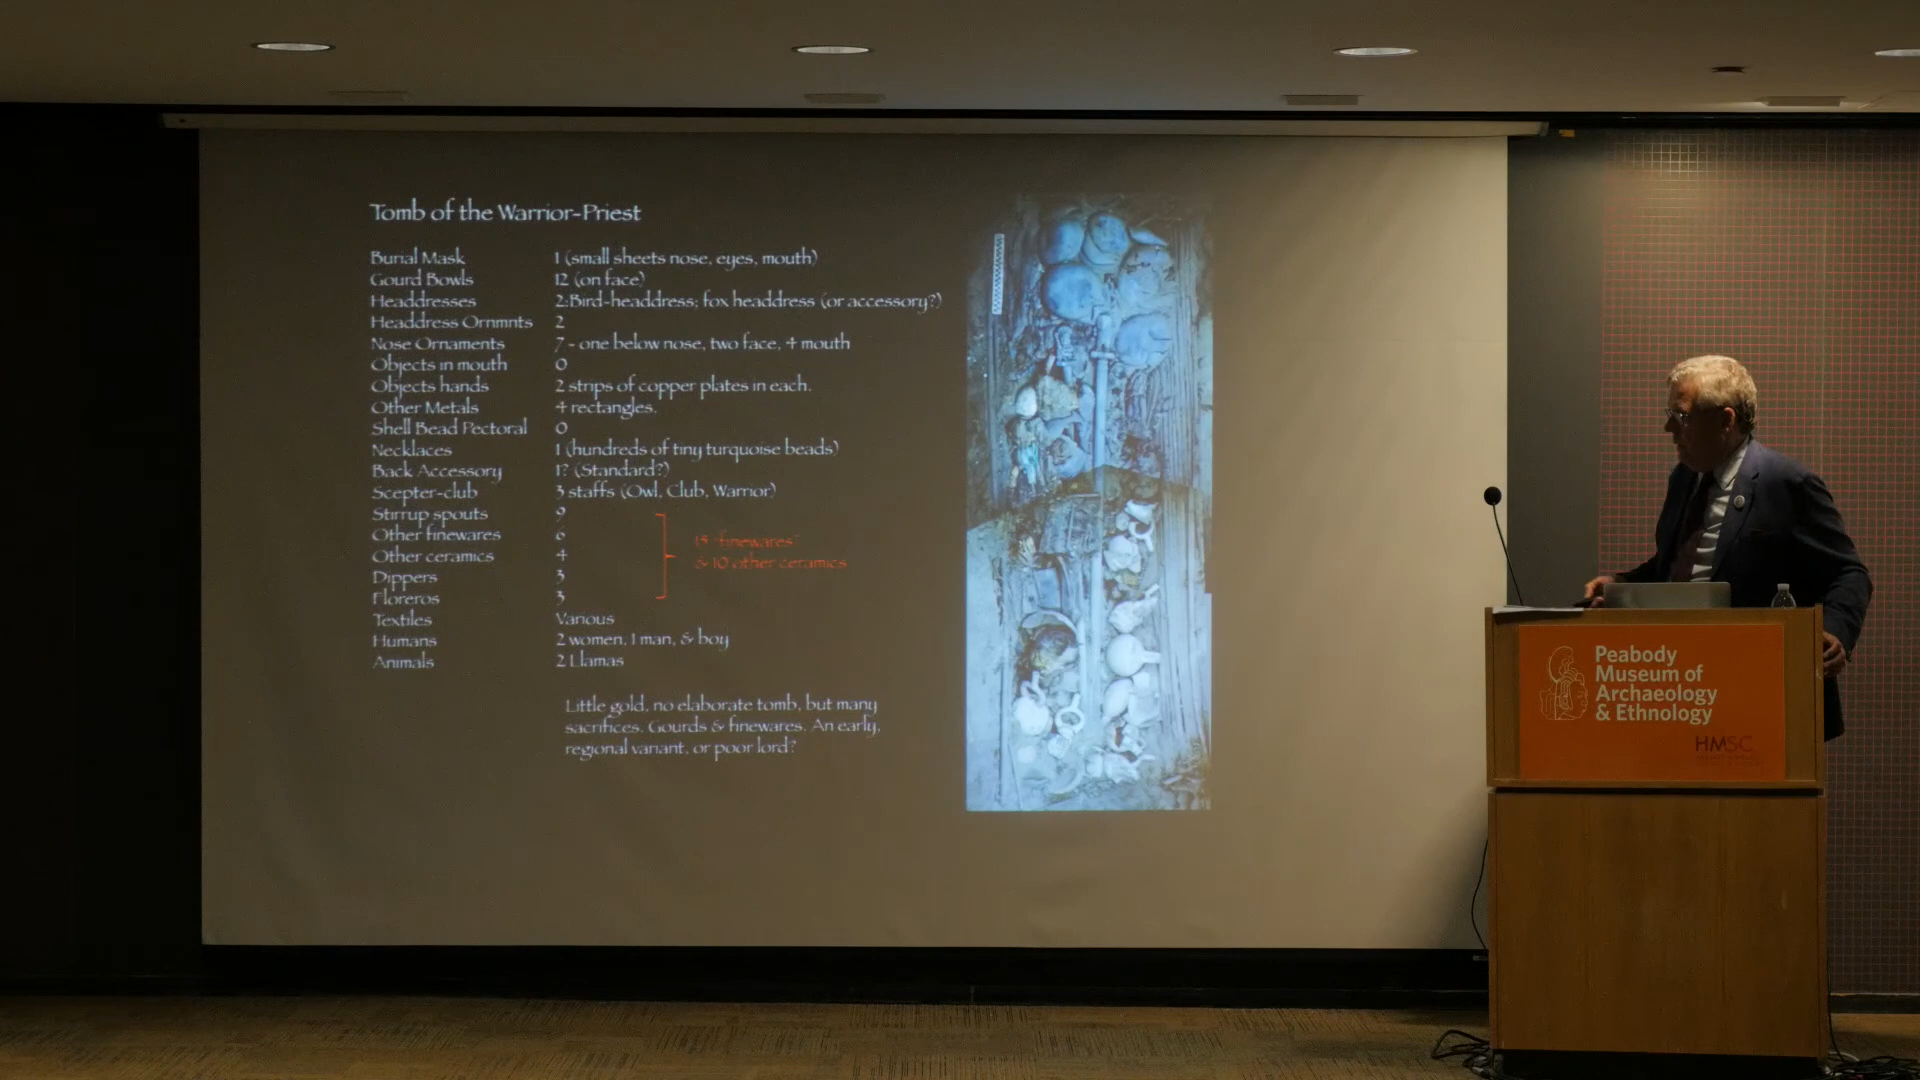 Tomb of the Warrior-Priest
Burial Mask 1 (small sheets nose, eyes, mouth)
Gourd Bowls 12 (on face)
Headdresses 2:Bird-headdress; fox headdress (or accessory?)
Headdress Ornmnts 2
Nose Ornaments 7 - one below nose, two face, 4 mouth
Objects in mouth 0
Objects hands 2 strips of copper plates in each.
Other Metals 4 rectangles.
Shell Bead Pectoral 0
Necklaces 1 (hundreds of tiny turquoise beads)
Back Accessory 1? (Standard?)
Scepter-club 3 staffs (Owl, Club, Warrior)
Stirrup spouts 9
Other finewares 6
Other ceramics 4
Dippers 3
Floreros 3
15 "finewares"
& 10 other ceramics
Textiles Various
Humans 2 women, 1 man, & boy
Animals 2 Llamas
Little gold, no elaborate tomb, but many
sacrifices. Gourds & finewares. An early,
regional variant, or poor lord?
Peabody
Museum of
Archaeology
& Ethnology
HMSC